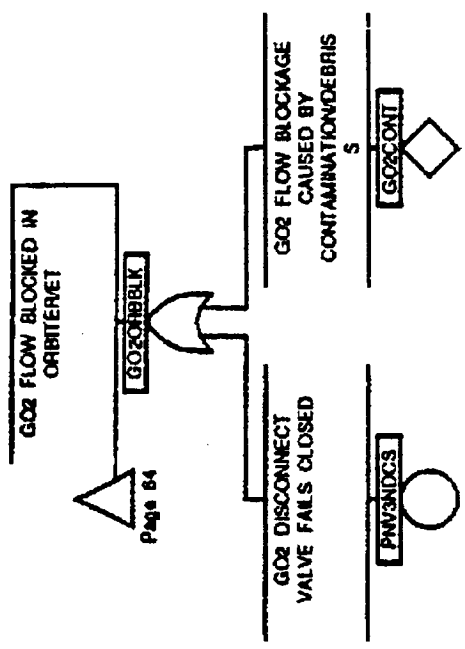 GO2 FLOW BLOCKED IN
ORBITER/ET
GO2ORBBLK
Page 64
GO2 DISCONNECT
VALVE FAILS CLOSED
PNV3NDCS
GO2 FLOW BLOCKAGE
CAUSED BY
CONTAMINATION/DEBRIS
S
GO2CONT